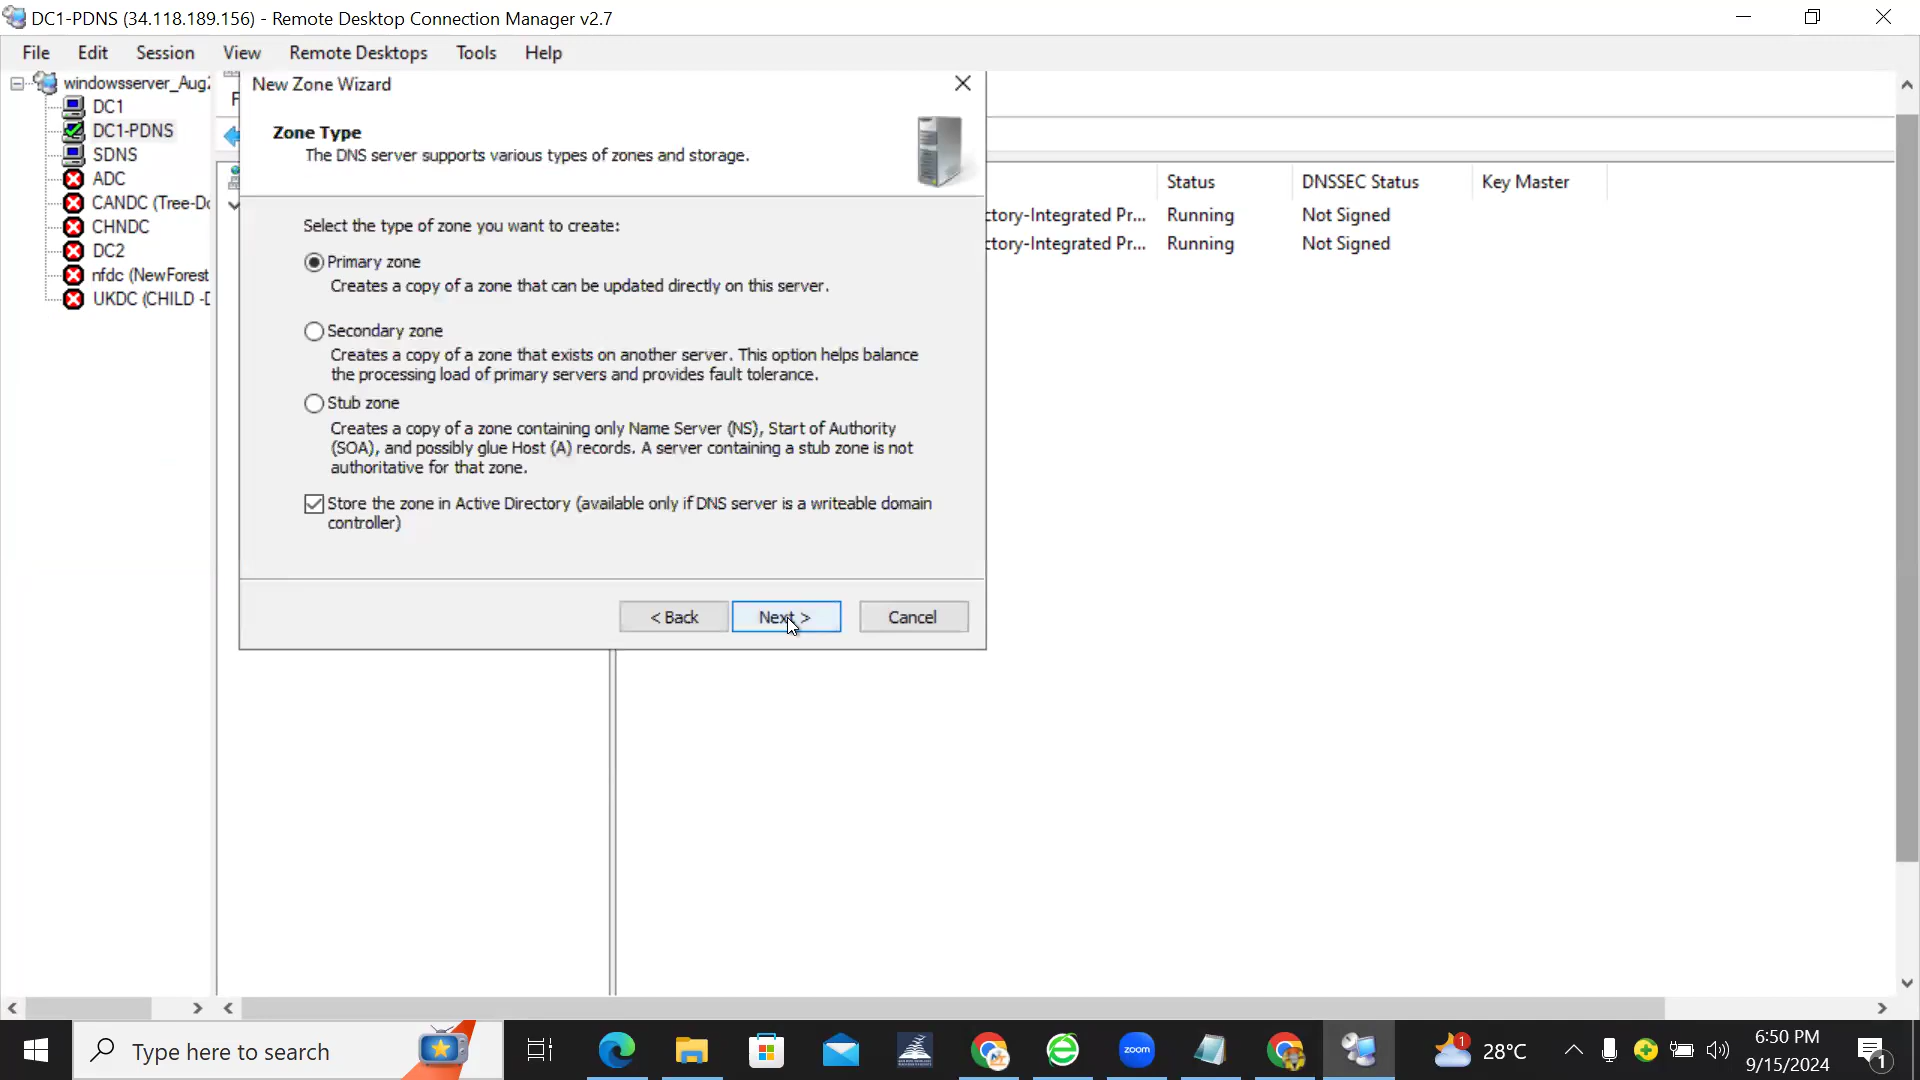 DC1-PDNS (34.118.189.156) - Remote Desktop Connection Manager v2.7
File Edit Session View Remote Desktops Tools Help
windowsserver_Aug2
DC1
DC1-PDNS
SDNS
ADC
CANDC (Tree-Do
CHNDC
DC2
nfdc (NewForest
UKDC (CHILD -D
F
New Zone Wizard
Zone Type
The DNS server supports various types of zones and storage.
Select the type of zone you want to create:
Primary zone
Creates a copy of a zone that can be updated directly on this server.
Secondary zone
Creates a copy of a zone that exists on another server. This option helps balance
the processing load of primary servers and provides fault tolerance.
Stub zone
Creates a copy of a zone containing only Name Server (NS), Start of Authority
(SOA), and possibly glue Host (A) records. A server containing a stub zone is not
authoritative for that zone.
Store the zone in Active Directory (available only if DNS server is a writeable domain
controller)
< Back Next > Cancel
Status DNSSEC Status Key Master
ctory-Integrated Pr... Running Not Signed
ctory-Integrated Pr... Running Not Signed
Type here to search
zoom
1
28°C
6:50 PM
9/15/2024
1